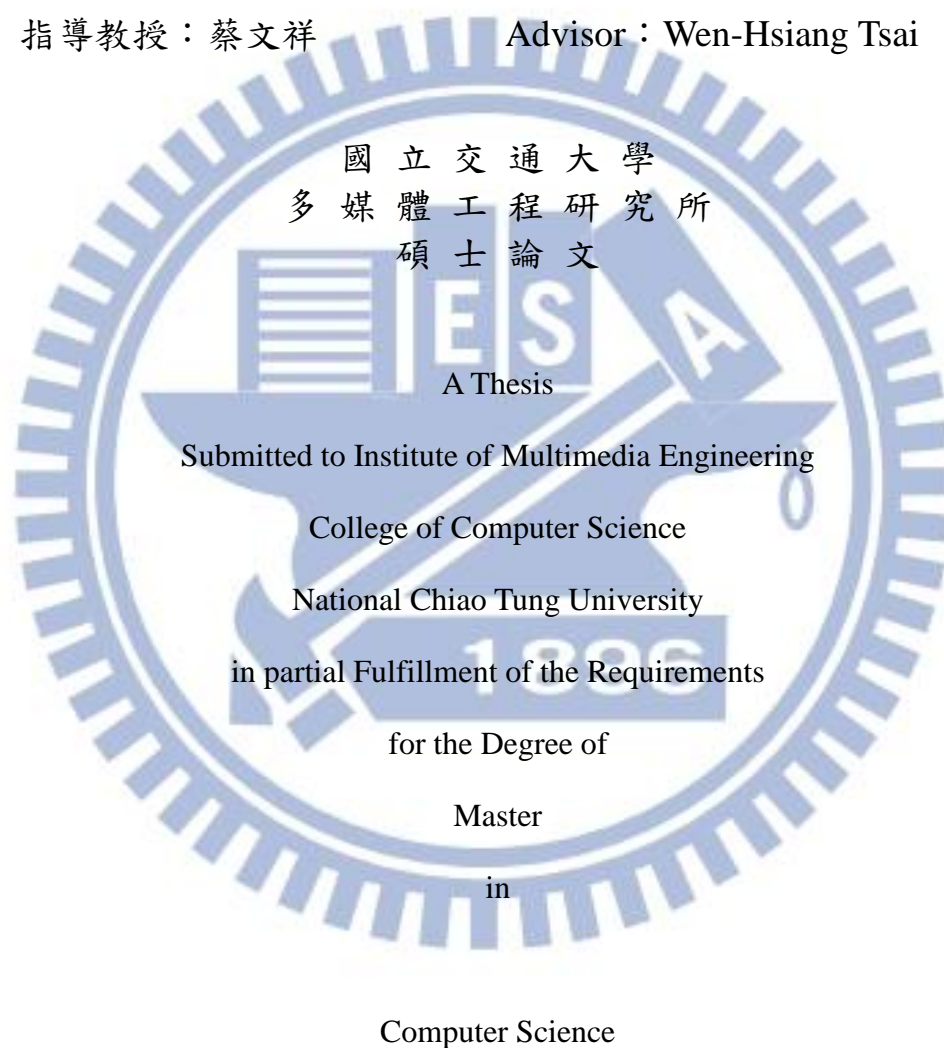 指導教授：蔡文祥 Advisor：Wen-Hsiang Tsai
國 立 交 通 大 學
多 媒 體 工 程 研 究 所
碩 士 論 文
E S A
A Thesis
Submitted to Institute of Multimedia Engineering
College of Computer Science
National Chiao Tung University
1896
in partial Fulfillment of the Requirements
for the Degree of
Master
in
Computer Science